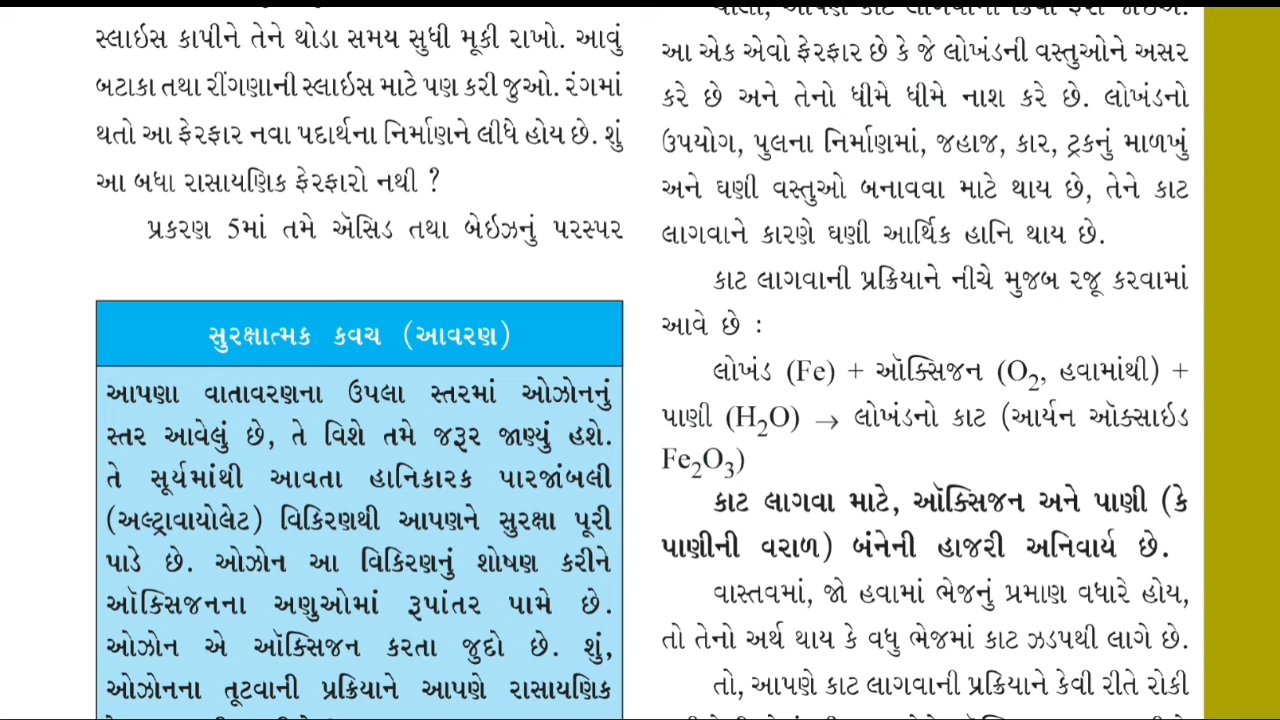 સ્લાઇસ કાપીને તેને થોડા સમય સુધી મૂકી રાખો. આવું
બટાકા તથા રીંગણાની સ્લાઇસ માટે પણ કરી જુઓ. રંગમાં
થતો આ ફેરફાર નવા પદાર્થના નિર્માણને લીધે હોય છે. શું
આ બધા રાસાયણિક ફેરફારો નથી ?
પ્રકરણ 5માં તમે ઍસિડ તથા બેઇઝનું પરસ્પર
સુરક્ષાત્મક કવચ (આવરણ)
આપણા વાતાવરણના ઉપલા સ્તરમાં ઓઝોનનું
સ્તર આવેલું છે, તે વિશે તમે જરૂર જાણ્યું હશે.
તે સૂર્યમાંથી આવતા હાનિકારક પારજાંબલી
(અલ્ટ્રાવાયોલેટ) વિકિરણથી આપણને સુરક્ષા પૂરી
પાડે છે. ઓઝોન આ વિકિરણનું શોષણ કરીને
ઑક્સિજનના અણુઓમાં રૂપાંતર પામે છે.
ઓઝોન એ ઑક્સિજન કરતા જુદો છે. શું,
ઓઝોનના તૂટવાની પ્રક્રિયાને આપણે રાસાયણિક
આ એક એવો ફેરફાર છે કે જે લોખંડની વસ્તુઓને અસર
કરે છે અને તેનો ધીમે ધીમે નાશ કરે છે. લોખંડનો
ઉપયોગ, પુલના નિર્માણમાં, જહાજ, કાર, ટ્રકનું માળખું
અને ઘણી વસ્તુઓ બનાવવા માટે થાય છે, તેને કાટ
લાગવાને કારણે ઘણી આર્થિક હાનિ થાય છે.
કાટ લાગવાની પ્રક્રિયાને નીચે મુજબ રજૂ કરવામાં
આવે છે :
લોખંડ (Fe) + ઑક્સિજન (O₂, હવામાંથી) +
પાણી (H₂O) → લોખંડનો કાટ (આર્યન ઑક્સાઇડ
Fe₂O₃)
કાટ લાગવા માટે, ઑક્સિજન અને પાણી (કે
પાણીની વરાળ) બંનેની હાજરી અનિવાર્ય છે.
વાસ્તવમાં, જો હવામાં ભેજનું પ્રમાણ વધારે હોય,
તો તેનો અર્થ થાય કે વધુ ભેજમાં કાટ ઝડપથી લાગે છે.
તો, આપણે કાટ લાગવાની પ્રક્રિયાને કેવી રીતે રોકી